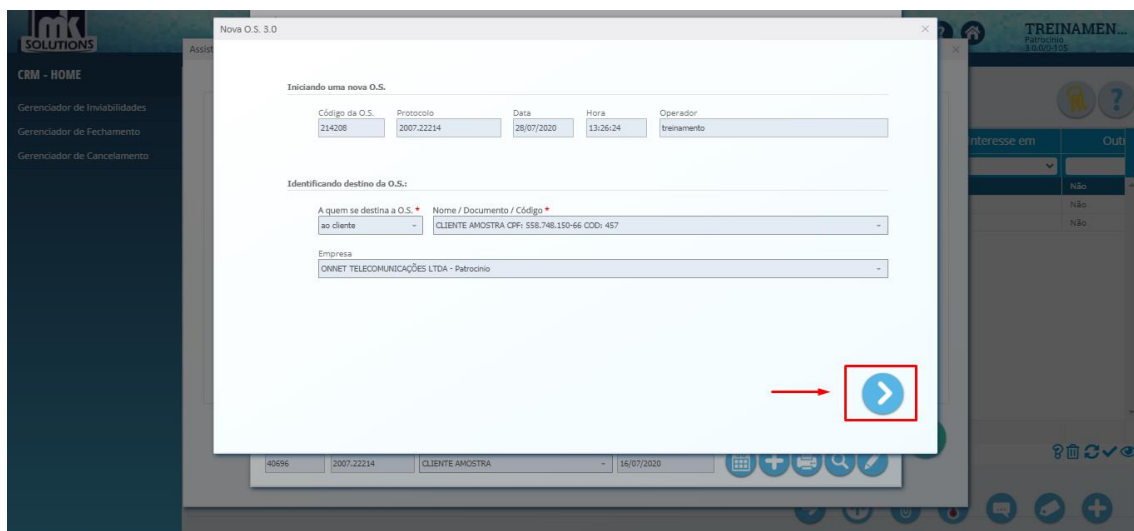 mk
SOLUTIONS
CRM - HOME
Gerenciador de Inviabilidades
Gerenciador de Fechamento
Gerenciador de Cancelamento
TREINAMEN...
Patrocinio
Assist
Nova O.S. 3.0
Iniciando uma nova O.S.
Código da O.S. Protocolo Data Hora Operador
214208 2007.22214 28/07/2020 13:26:24 treinamento
Identificando destino da O.S.:
A quem se destina a O.S. * Nome / Documento / Código *
ao cliente CLIENTE AMOSTRA CPF: 558.748.150-66 COD: 457
Empresa
ONNET TELECOMUNICAÇÕES LTDA - Patrocinio
nteresse em Out
Não
Não
Não
40696 2007.22214 CLIENTE AMOSTRA 16/07/2020